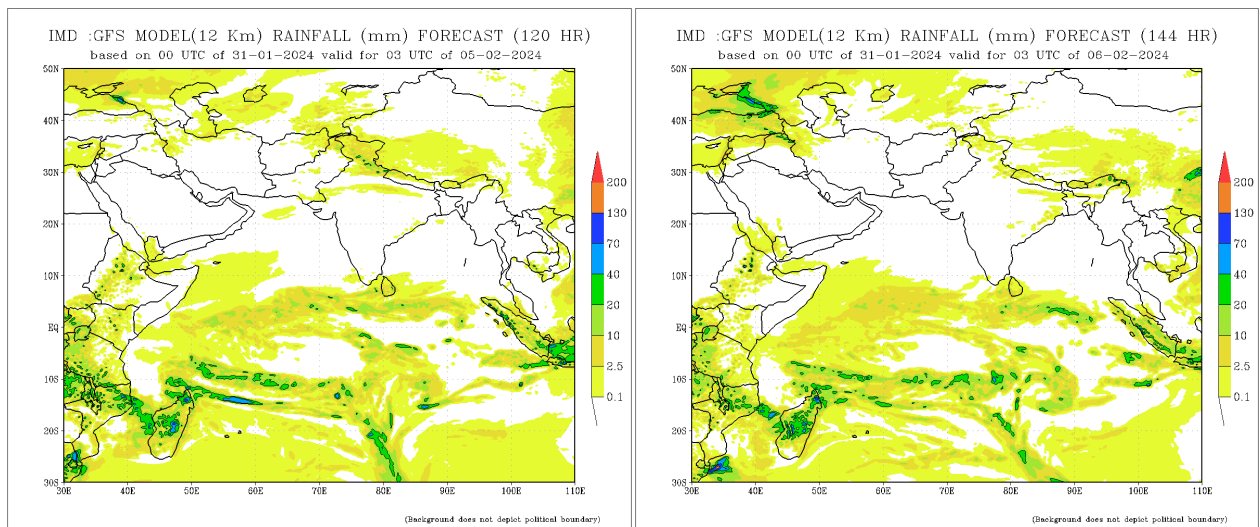 IMD :GFS MODEL(12 Km) RAINFALL (mm) FORECAST (120 HR)
based on 00 UTC of 31-01-2024 valid for 03 UTC of 05-02-2024
50N
40N
30N
20N
10N
EQ
10S
20S
30S
30E 40E 50E 60E 70E 80E 90E 100E 110E
200
130
70
40
20
10
2.5
0.1
(Background does not depict political boundary)
IMD :GFS MODEL(12 Km) RAINFALL (mm) FORECAST (144 HR)
based on 00 UTC of 31-01-2024 valid for 03 UTC of 06-02-2024
50N
40N
30N
20N
10N
EQ
10S
20S
30S
30E 40E 50E 60E 70E 80E 90E 100E 110E
200
130
70
40
20
10
2.5
0.1
(Background does not depict political boundary)